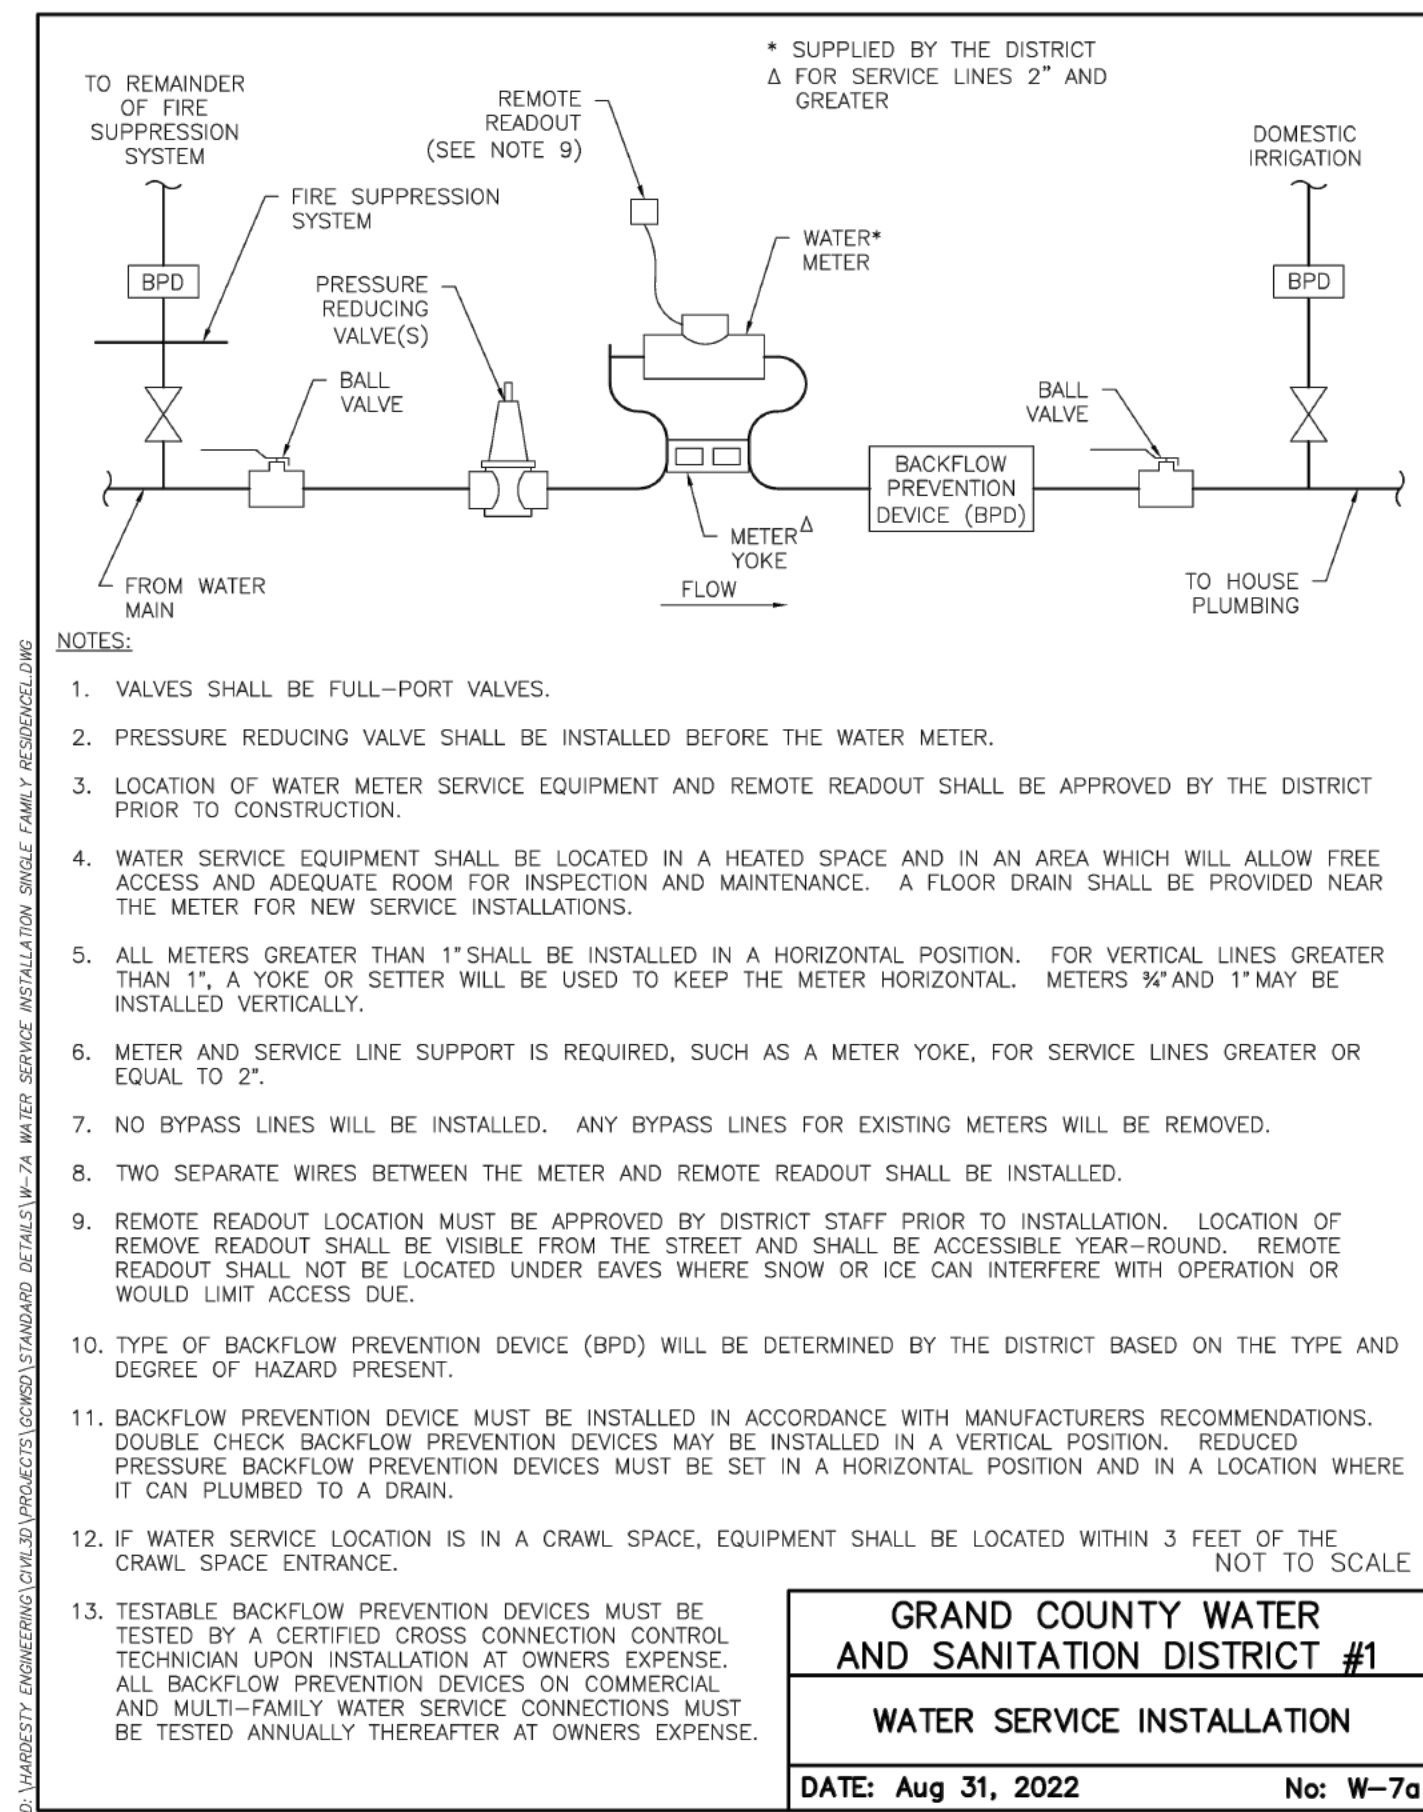 * SUPPLIED BY THE DISTRICT
Δ FOR SERVICE LINES 2" AND
GREATER
TO REMAINDER
OF FIRE
SUPPRESSION
SYSTEM
REMOTE
READOUT
(SEE NOTE 9)
DOMESTIC
IRRIGATION
FIRE SUPPRESSION
SYSTEM
WATER*
METER
BPD
PRESSURE
REDUCING
VALVE(S)
BPD
BALL
VALVE
BALL
VALVE
BACKFLOW
PREVENTION
DEVICE (BPD)
METERΔ
YOKE
FROM WATER
MAIN
FLOW
TO HOUSE
PLUMBING
NOTES:
1. VALVES SHALL BE FULL-PORT VALVES.
2. PRESSURE REDUCING VALVE SHALL BE INSTALLED BEFORE THE WATER METER.
3. LOCATION OF WATER METER SERVICE EQUIPMENT AND REMOTE READOUT SHALL BE APPROVED BY THE DISTRICT
PRIOR TO CONSTRUCTION.
4. WATER SERVICE EQUIPMENT SHALL BE LOCATED IN A HEATED SPACE AND IN AN AREA WHICH WILL ALLOW FREE
ACCESS AND ADEQUATE ROOM FOR INSPECTION AND MAINTENANCE. A FLOOR DRAIN SHALL BE PROVIDED NEAR
THE METER FOR NEW SERVICE INSTALLATIONS.
5. ALL METERS GREATER THAN 1" SHALL BE INSTALLED IN A HORIZONTAL POSITION. FOR VERTICAL LINES GREATER
THAN 1", A YOKE OR SETTER WILL BE USED TO KEEP THE METER HORIZONTAL. METERS ¾" AND 1" MAY BE
INSTALLED VERTICALLY.
6. METER AND SERVICE LINE SUPPORT IS REQUIRED, SUCH AS A METER YOKE, FOR SERVICE LINES GREATER OR
EQUAL TO 2".
7. NO BYPASS LINES WILL BE INSTALLED. ANY BYPASS LINES FOR EXISTING METERS WILL BE REMOVED.
8. TWO SEPARATE WIRES BETWEEN THE METER AND REMOTE READOUT SHALL BE INSTALLED.
9. REMOTE READOUT LOCATION MUST BE APPROVED BY DISTRICT STAFF PRIOR TO INSTALLATION. LOCATION OF
REMOVE READOUT SHALL BE VISIBLE FROM THE STREET AND SHALL BE ACCESSIBLE YEAR-ROUND. REMOTE
READOUT SHALL NOT BE LOCATED UNDER EAVES WHERE SNOW OR ICE CAN INTERFERE WITH OPERATION OR
WOULD LIMIT ACCESS DUE.
10. TYPE OF BACKFLOW PREVENTION DEVICE (BPD) WILL BE DETERMINED BY THE DISTRICT BASED ON THE TYPE AND
DEGREE OF HAZARD PRESENT.
11. BACKFLOW PREVENTION DEVICE MUST BE INSTALLED IN ACCORDANCE WITH MANUFACTURERS RECOMMENDATIONS.
DOUBLE CHECK BACKFLOW PREVENTION DEVICES MAY BE INSTALLED IN A VERTICAL POSITION. REDUCED
PRESSURE BACKFLOW PREVENTION DEVICES MUST BE SET IN A HORIZONTAL POSITION AND IN A LOCATION WHERE
IT CAN PLUMBED TO A DRAIN.
12. IF WATER SERVICE LOCATION IS IN A CRAWL SPACE, EQUIPMENT SHALL BE LOCATED WITHIN 3 FEET OF THE
CRAWL SPACE ENTRANCE.
NOT TO SCALE
13. TESTABLE BACKFLOW PREVENTION DEVICES MUST BE
TESTED BY A CERTIFIED CROSS CONNECTION CONTROL
TECHNICIAN UPON INSTALLATION AT OWNERS EXPENSE.
ALL BACKFLOW PREVENTION DEVICES ON COMMERCIAL
AND MULTI-FAMILY WATER SERVICE CONNECTIONS MUST
BE TESTED ANNUALLY THEREAFTER AT OWNERS EXPENSE.
GRAND COUNTY WATER
AND SANITATION DISTRICT #1
WATER SERVICE INSTALLATION
DATE: Aug 31, 2022 No: W-7a
D:\HARDESTY ENGINEERING\CIVIL3D\PROJECTS\GCWSD\STANDARD DETAILS\W-7A WATER SERVICE INSTALLATION SINGLE FAMILY RESIDENCEL.DWG